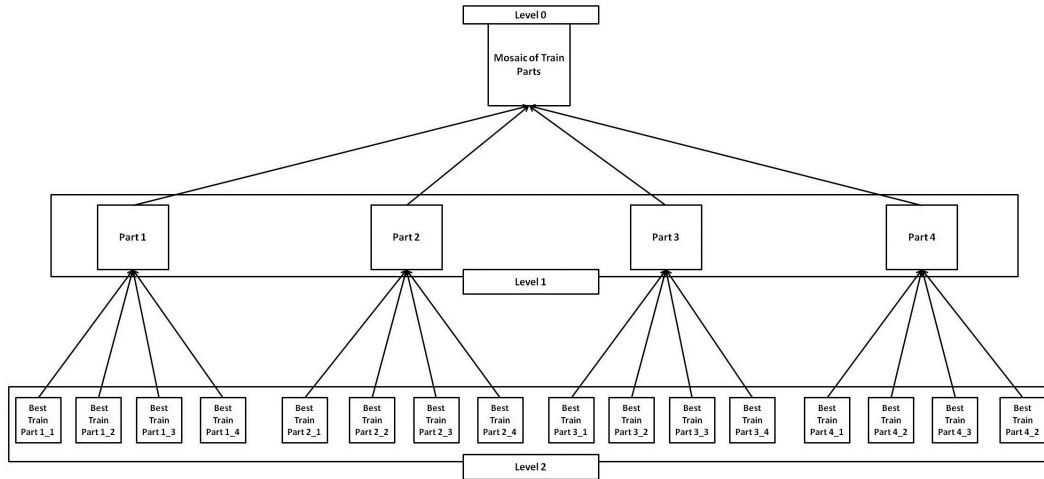 Level 0
Mosaic of Train
Parts
Part 1
Part 2
Part 3
Part 4
Level 1
Best
Train
Part 1_1
Best
Train
Part 1_2
Best
Train
Part 1_3
Best
Train
Part 1_4
Best
Train
Part 2_1
Best
Train
Part 2_2
Best
Train
Part 2_3
Best
Train
Part 2_4
Best
Train
Part 3_1
Best
Train
Part 3_2
Best
Train
Part 3_3
Best
Train
Part 3_4
Best
Train
Part 4_1
Best
Train
Part 4_2
Best
Train
Part 4_3
Best
Train
Part 4_2
Level 2